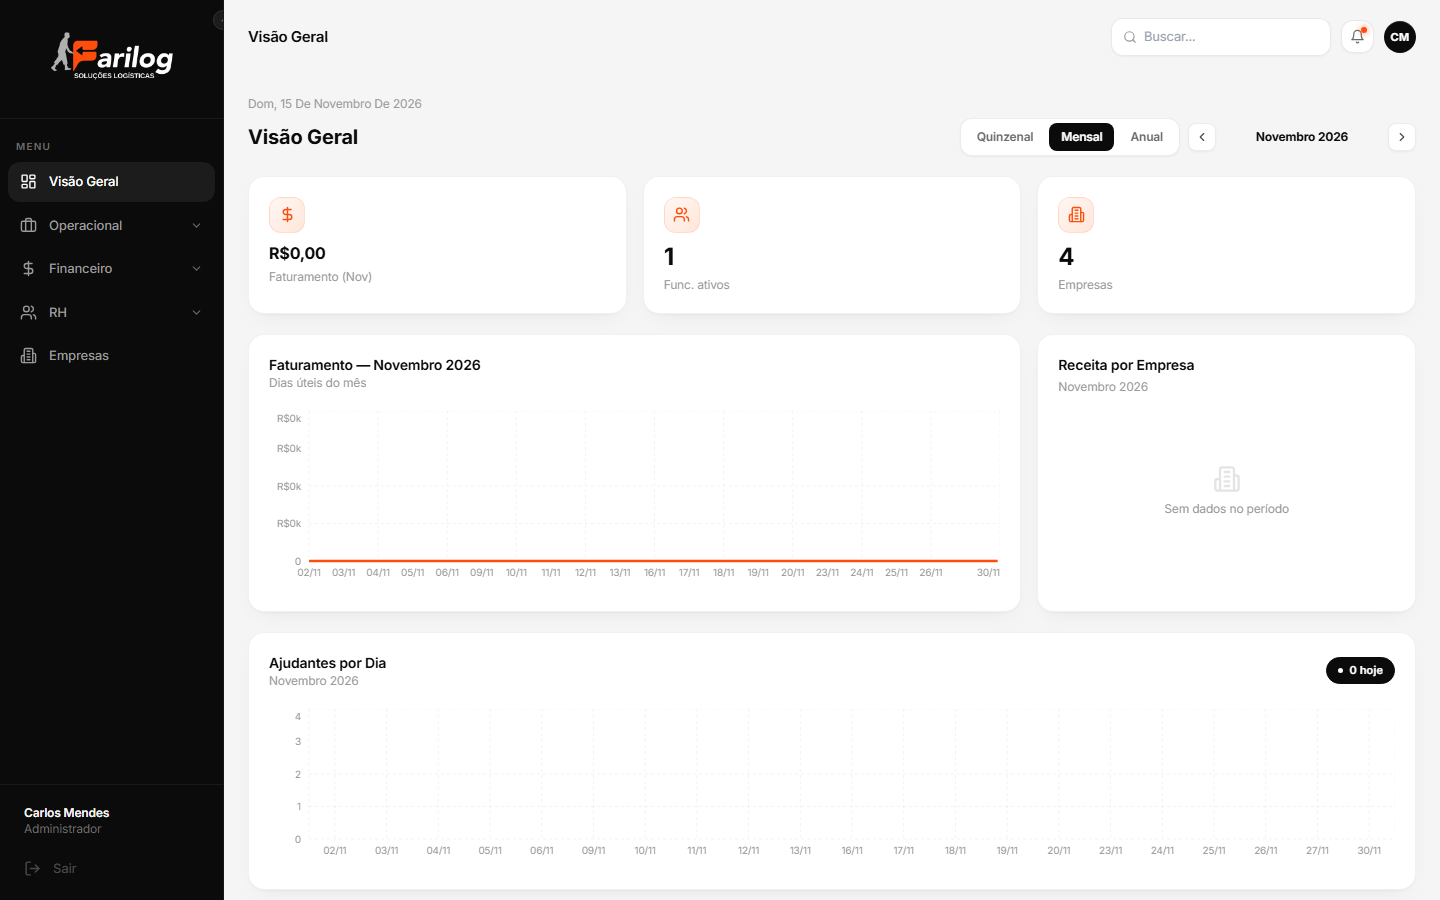 Farilog
SOLUÇÕES LOGÍSTICAS
MENU
Visão Geral
Operacional
Financeiro
RH
Empresas
Carlos Mendes
Administrador
Sair
Visão Geral
Buscar...
CM
Dom, 15 De Novembro De 2026
Visão Geral
Quinzenal
Mensal
Anual
Novembro 2026
R$0,00
Faturamento (Nov)
1
Func. ativos
4
Empresas
Faturamento — Novembro 2026
Dias úteis do mês
R$0k
R$0k
R$0k
R$0k
0
02/11 03/11 04/11 05/11 06/11 09/11 10/11 11/11 12/11 13/11 16/11 17/11 18/11 19/11 20/11 23/11 24/11 25/11 26/11 30/11
Receita por Empresa
Novembro 2026
Sem dados no período
Ajudantes por Dia
Novembro 2026
0 hoje
4
3
2
1
0
02/11 03/11 04/11 05/11 06/11 09/11 10/11 11/11 12/11 13/11 16/11 17/11 18/11 19/11 20/11 23/11 24/11 25/11 26/11 27/11 30/11